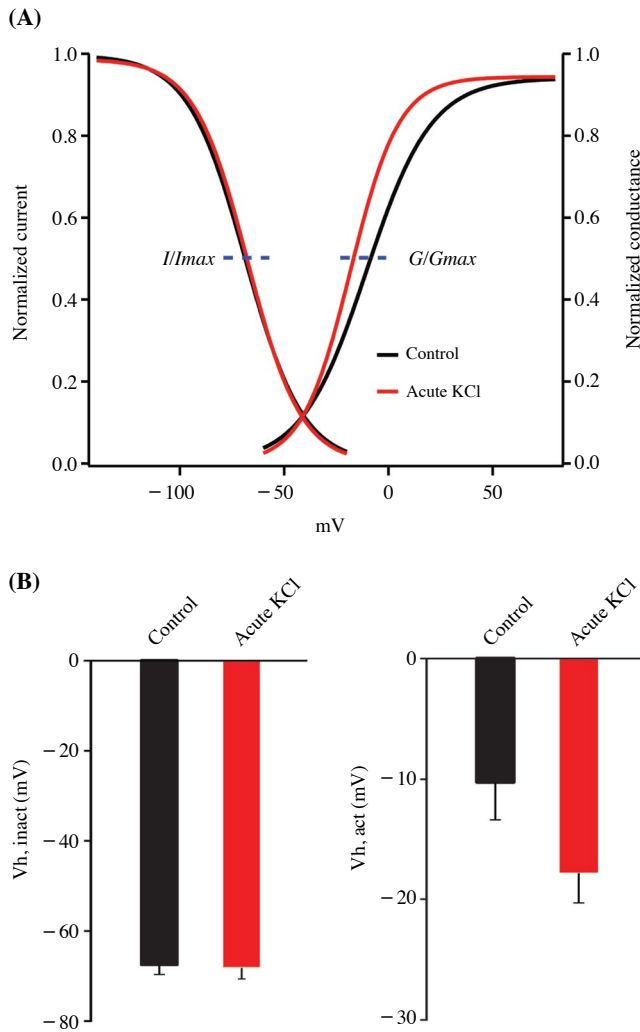 (A)
1.0
0.8
0.6
0.4
0.2
0.0
Normalized current
1.0
0.8
0.6
0.4
0.2
0.0
Normalized conductance
I/Imax
G/Gmax
Control
Acute KCl
−100
−50
0
50
mV
(B)
Control
Acute KCl
0
−20
−40
−60
−80
Vh, inact (mV)
Control
Acute KCl
0
−10
−20
−30
Vh, act (mV)